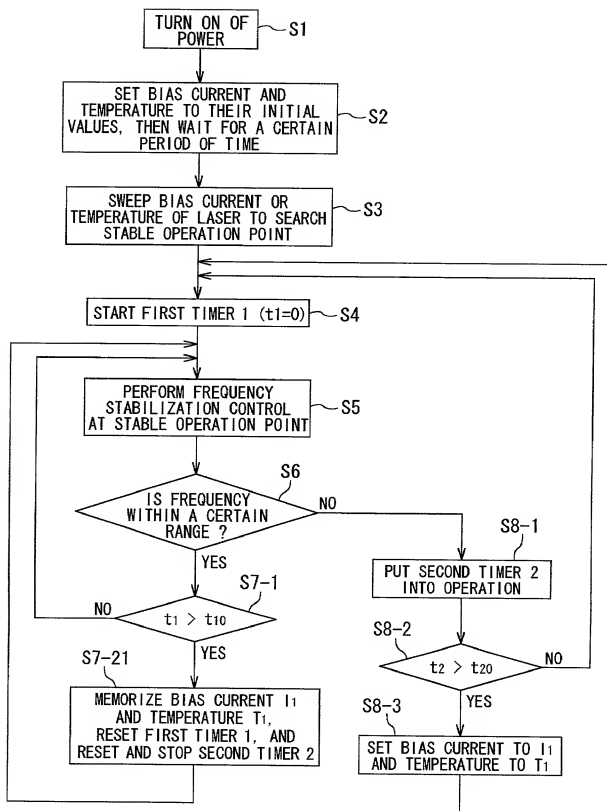 TURN ON OF
POWER
S1
SET BIAS CURRENT AND
TEMPERATURE TO THEIR INITIAL
VALUES, THEN WAIT FOR A CERTAIN
PERIOD OF TIME
S2
SWEEP BIAS CURRENT OR
TEMPERATURE OF LASER TO SEARCH
STABLE OPERATION POINT
S3
START FIRST TIMER 1 (t1=0)
S4
PERFORM FREQUENCY
STABILIZATION CONTROL
AT STABLE OPERATION POINT
S5
S6
IS FREQUENCY
WITHIN A CERTAIN
RANGE ?
NO
YES
S7-1
t1 > t10
NO
YES
S7-21
MEMORIZE BIAS CURRENT I1
AND TEMPERATURE T1,
RESET FIRST TIMER 1, AND
RESET AND STOP SECOND TIMER 2
S8-1
PUT SECOND TIMER 2
INTO OPERATION
S8-2
t2 > t20
NO
YES
S8-3
SET BIAS CURRENT TO I1
AND TEMPERATURE TO T1